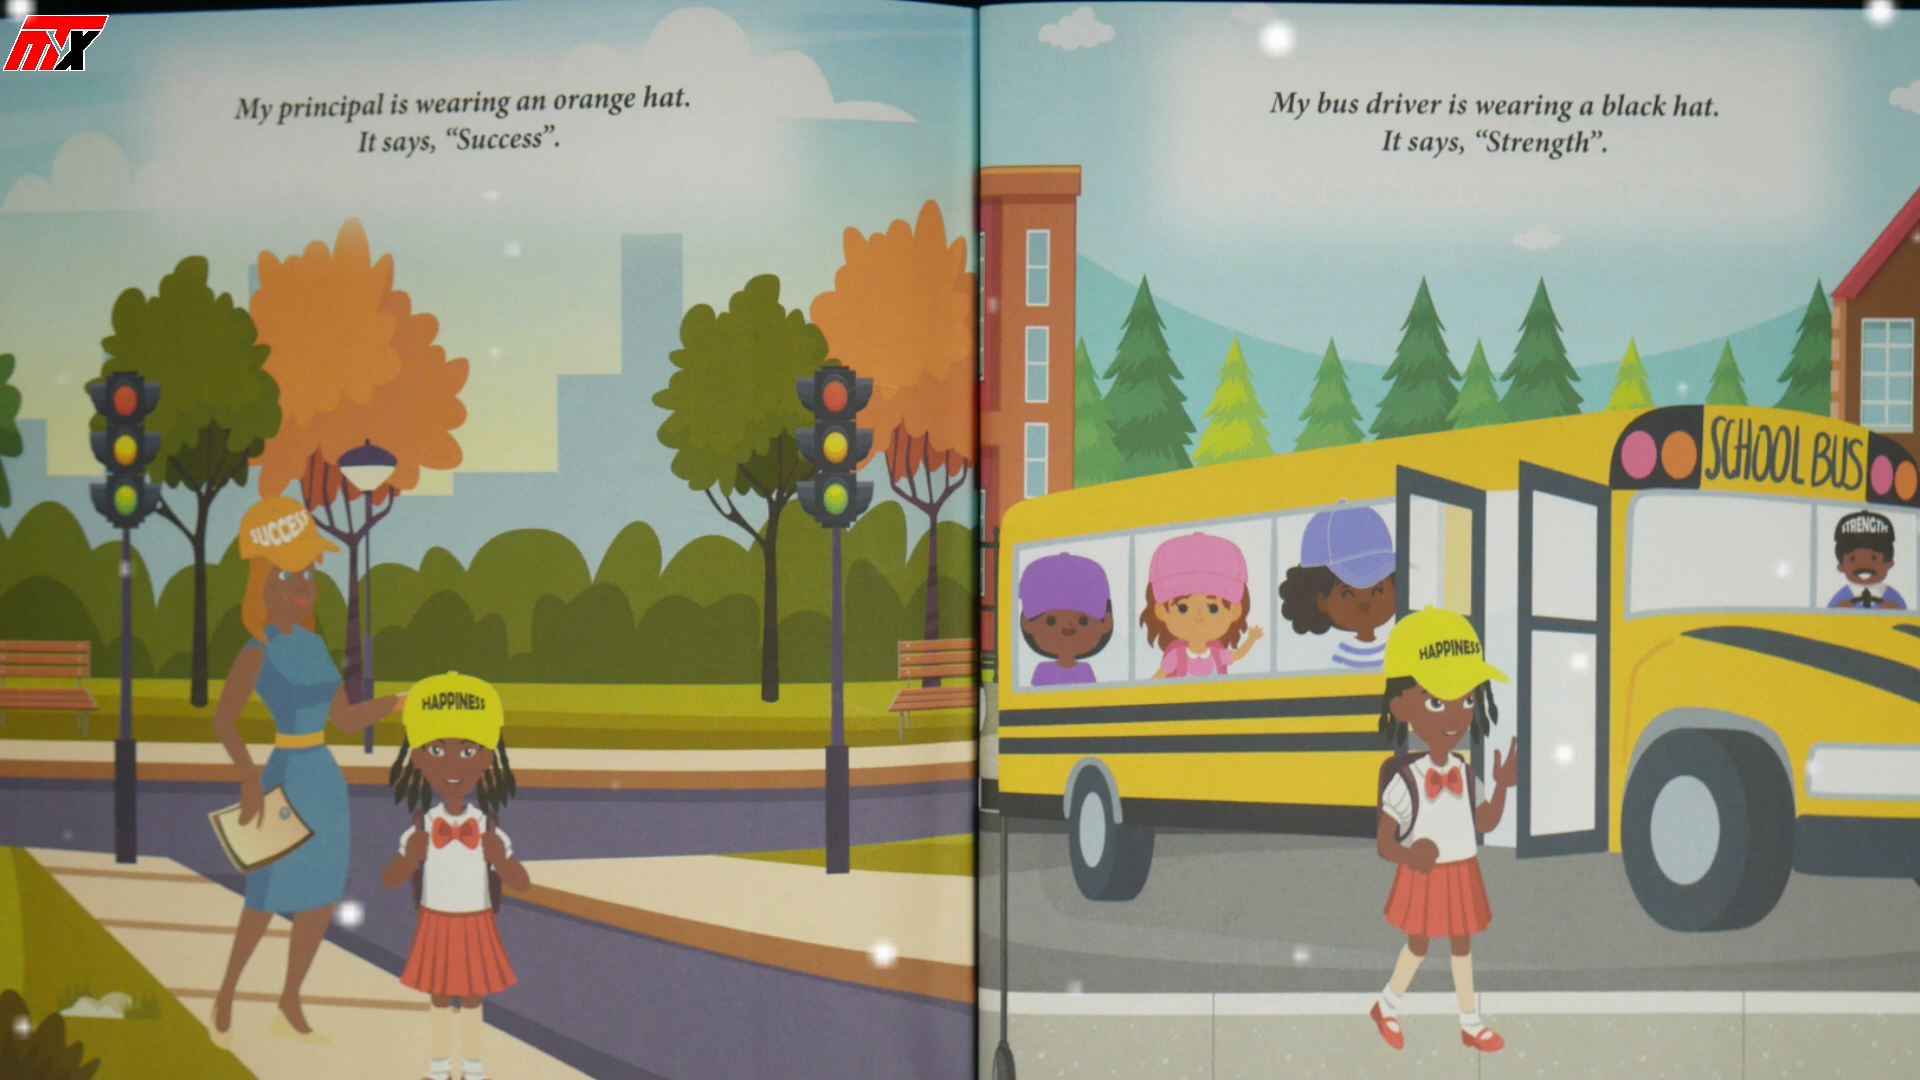 MYX
My principal is wearing an orange hat.
It says, “Success”.
SUCCESS
HAPPINESS
My bus driver is wearing a black hat.
It says, “Strength”.
SCHOOL BUS
STRENGTH
HAPPINESS